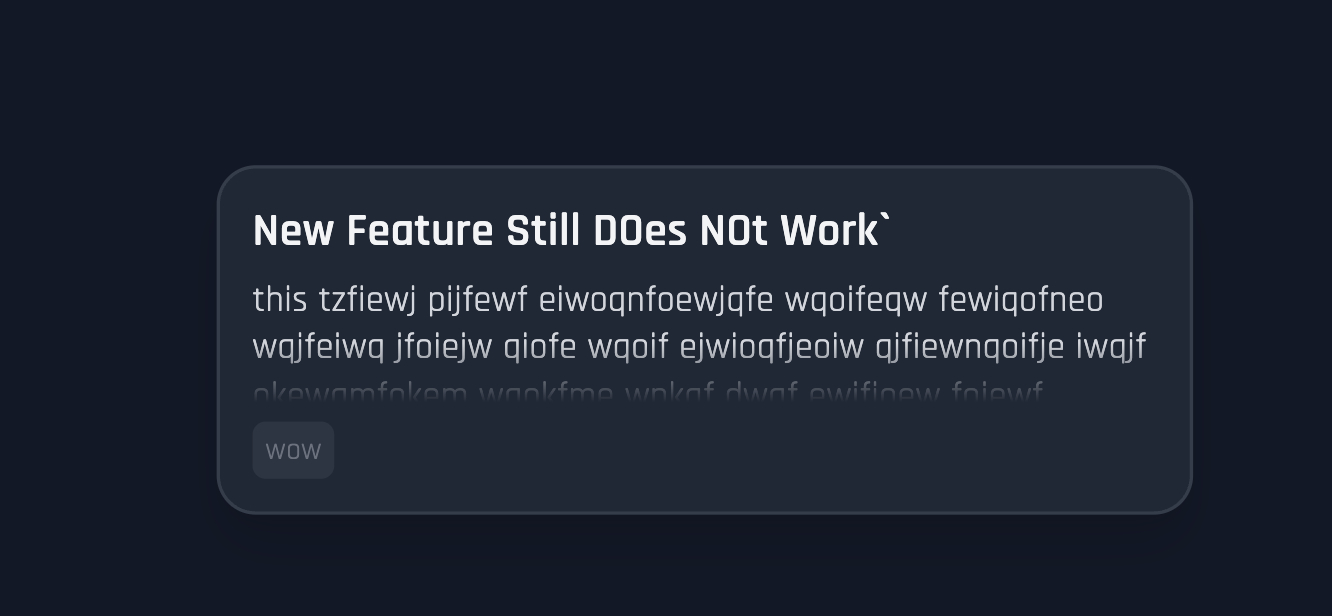 New Feature Still DOes NOt Work`
this tzfiewj pijfewf eiwoqnfoewjqfe wqoifeqw fewiqofneo
wqjfeiwq jfoiejw qiofe wqoif ejwioqfjeoiw qjfiewnqoifje iwqjf
wow